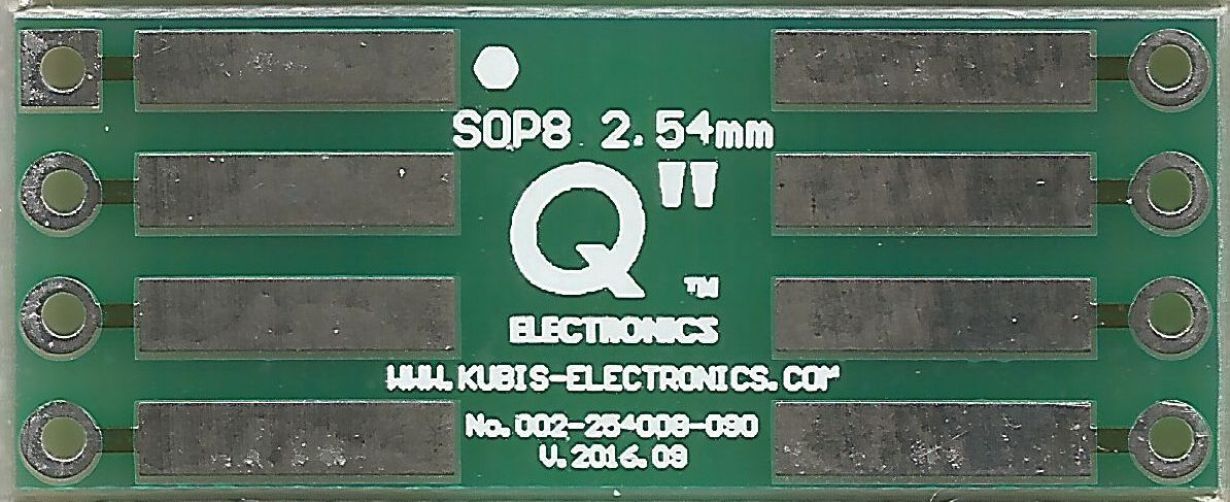 SOP8 2.54mm
Q"
TM
ELECTRONICS
WWW.KUBIS-ELECTRONICS.COM
No. 002-254008-090
V.2016.09